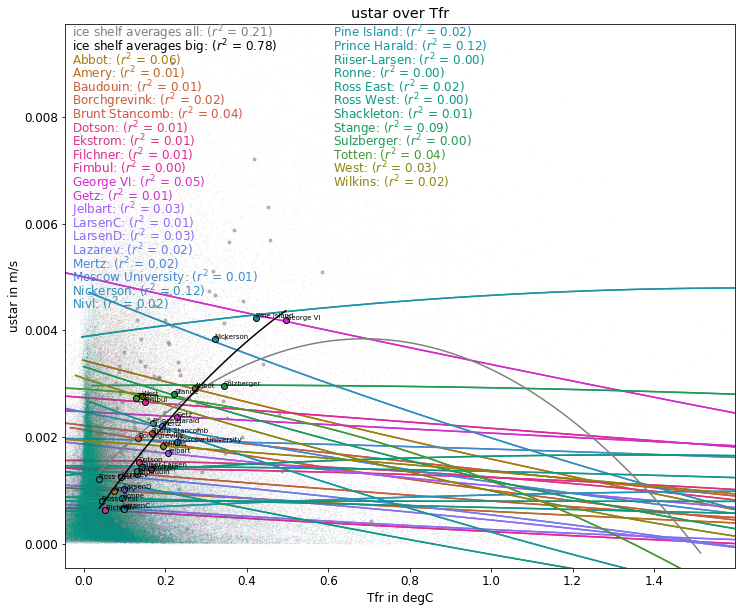 ustar over Tfr
ice shelf averages all: (r² = 0.21)
ice shelf averages big: (r² = 0.78)
Abbot: (r² = 0.06)
Amery: (r² = 0.01)
Baudouin: (r² = 0.01)
Borchgrevink: (r² = 0.02)
Brunt Stancomb: (r² = 0.04)
Dotson: (r² = 0.01)
Ekstrom: (r² = 0.01)
Filchner: (r² = 0.01)
Fimbul: (r² = 0.00)
George VI: (r² = 0.05)
Getz: (r² = 0.01)
Jelbart: (r² = 0.03)
LarsenC: (r² = 0.01)
LarsenD: (r² = 0.03)
Lazarev: (r² = 0.02)
Mertz: (r² = 0.02)
Moscow University: (r² = 0.01)
Nickerson: (r² = 0.12)
Nivl: (r² = 0.02)
Pine Island: (r² = 0.02)
Prince Harald: (r² = 0.12)
Riiser-Larsen: (r² = 0.00)
Ronne: (r² = 0.00)
Ross East: (r² = 0.02)
Ross West: (r² = 0.00)
Shackleton: (r² = 0.01)
Stange: (r² = 0.09)
Sulzberger: (r² = 0.00)
Totten: (r² = 0.04)
West: (r² = 0.03)
Wilkins: (r² = 0.02)
0.008
0.006
0.004
0.002
0.000
ustar in m/s
Pine Island
George VI
Nickerson
Abbot
Sulzberger
Stange
Getz
Moscow University
Jelbart
LarsenD
0.0
0.2
0.4
0.6
0.8
1.0
1.2
1.4
Tfr in degC